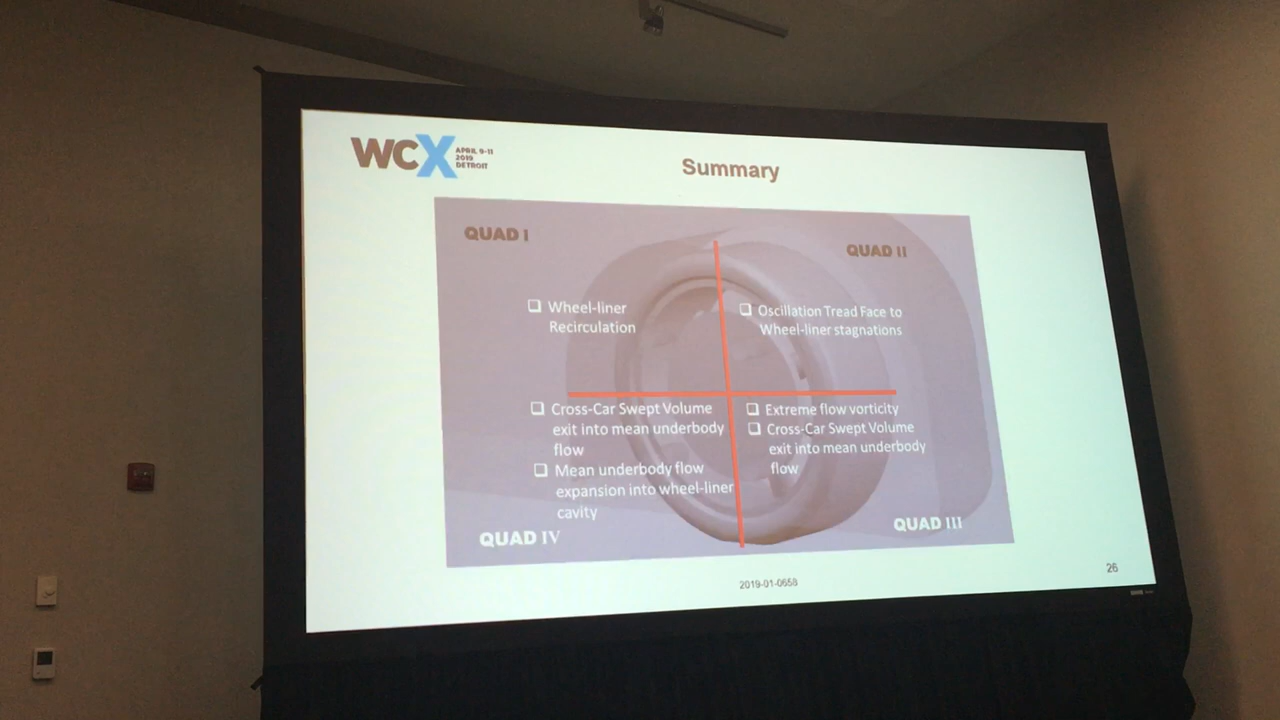 WCX
APRIL 9-11
2019
DETROIT
Summary
QUAD I
QUAD II
❑ Wheel-liner
Recirculation
❑ Oscillation Tread Face to
Wheel-liner stagnations
❑ Cross-Car Swept Volume
exit into mean underbody
flow
❑ Mean underbody flow
expansion into wheel-liner
cavity
❑ Extreme flow vorticity
❑ Cross-Car Swept Volume
exit into mean underbody
flow
QUAD IV
QUAD III
2019-01-0658
26